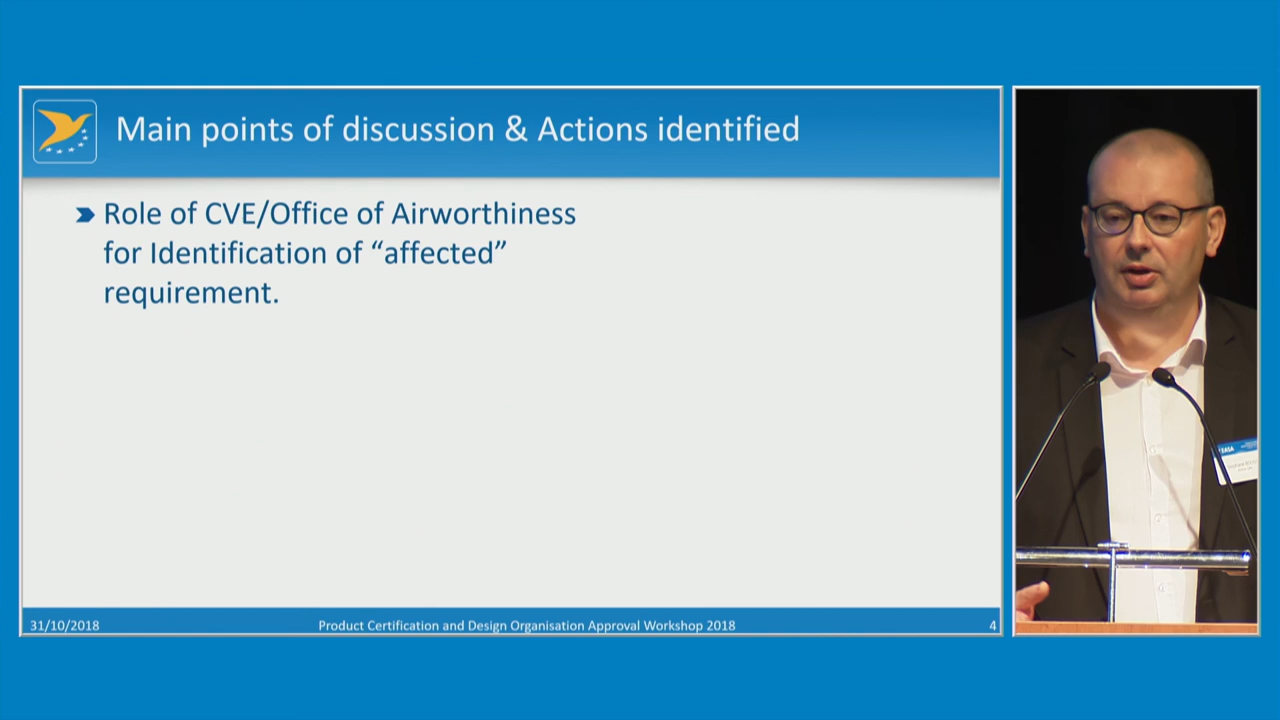 Main points of discussion & Actions identified
Role of CVE/Office of Airworthiness
for Identification of “affected”
requirement.
31/10/2018
Product Certification and Design Organisation Approval Workshop 2018
4
EASA